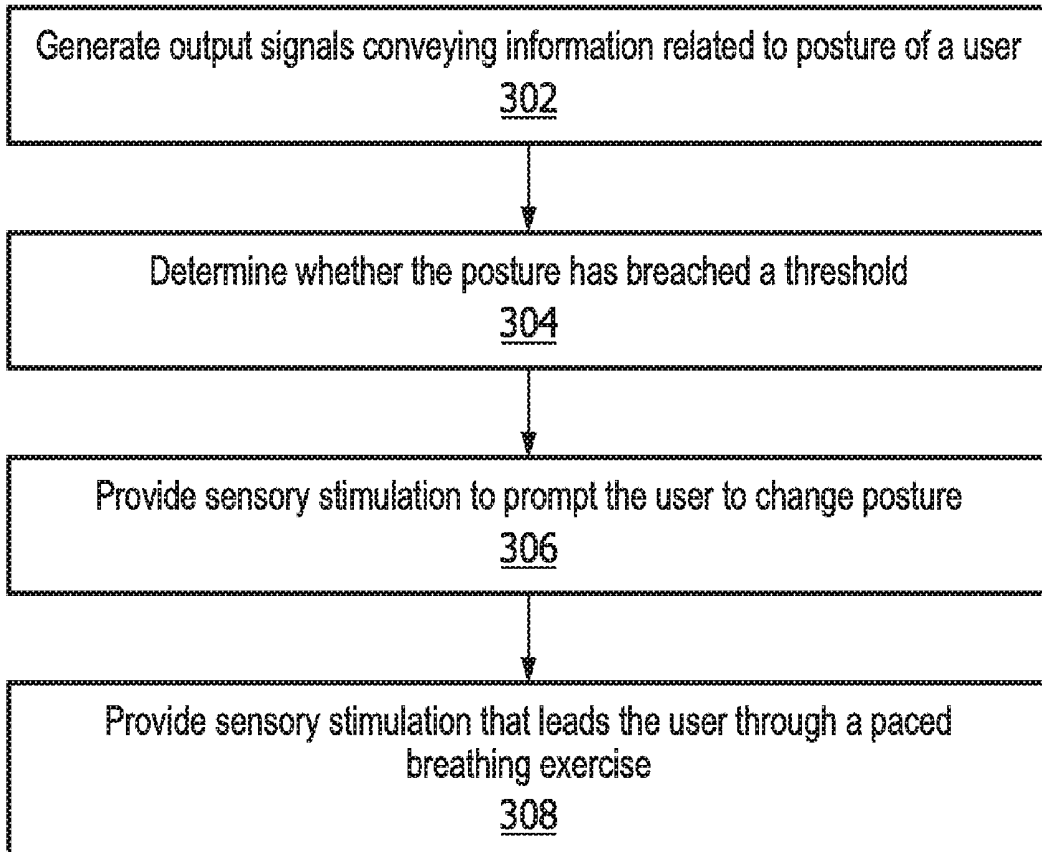 Generate output signals conveying information related to posture of a user
302
Determine whether the posture has breached a threshold
304
Provide sensory stimulation to prompt the user to change posture
306
Provide sensory stimulation that leads the user through a paced
breathing exercise
308